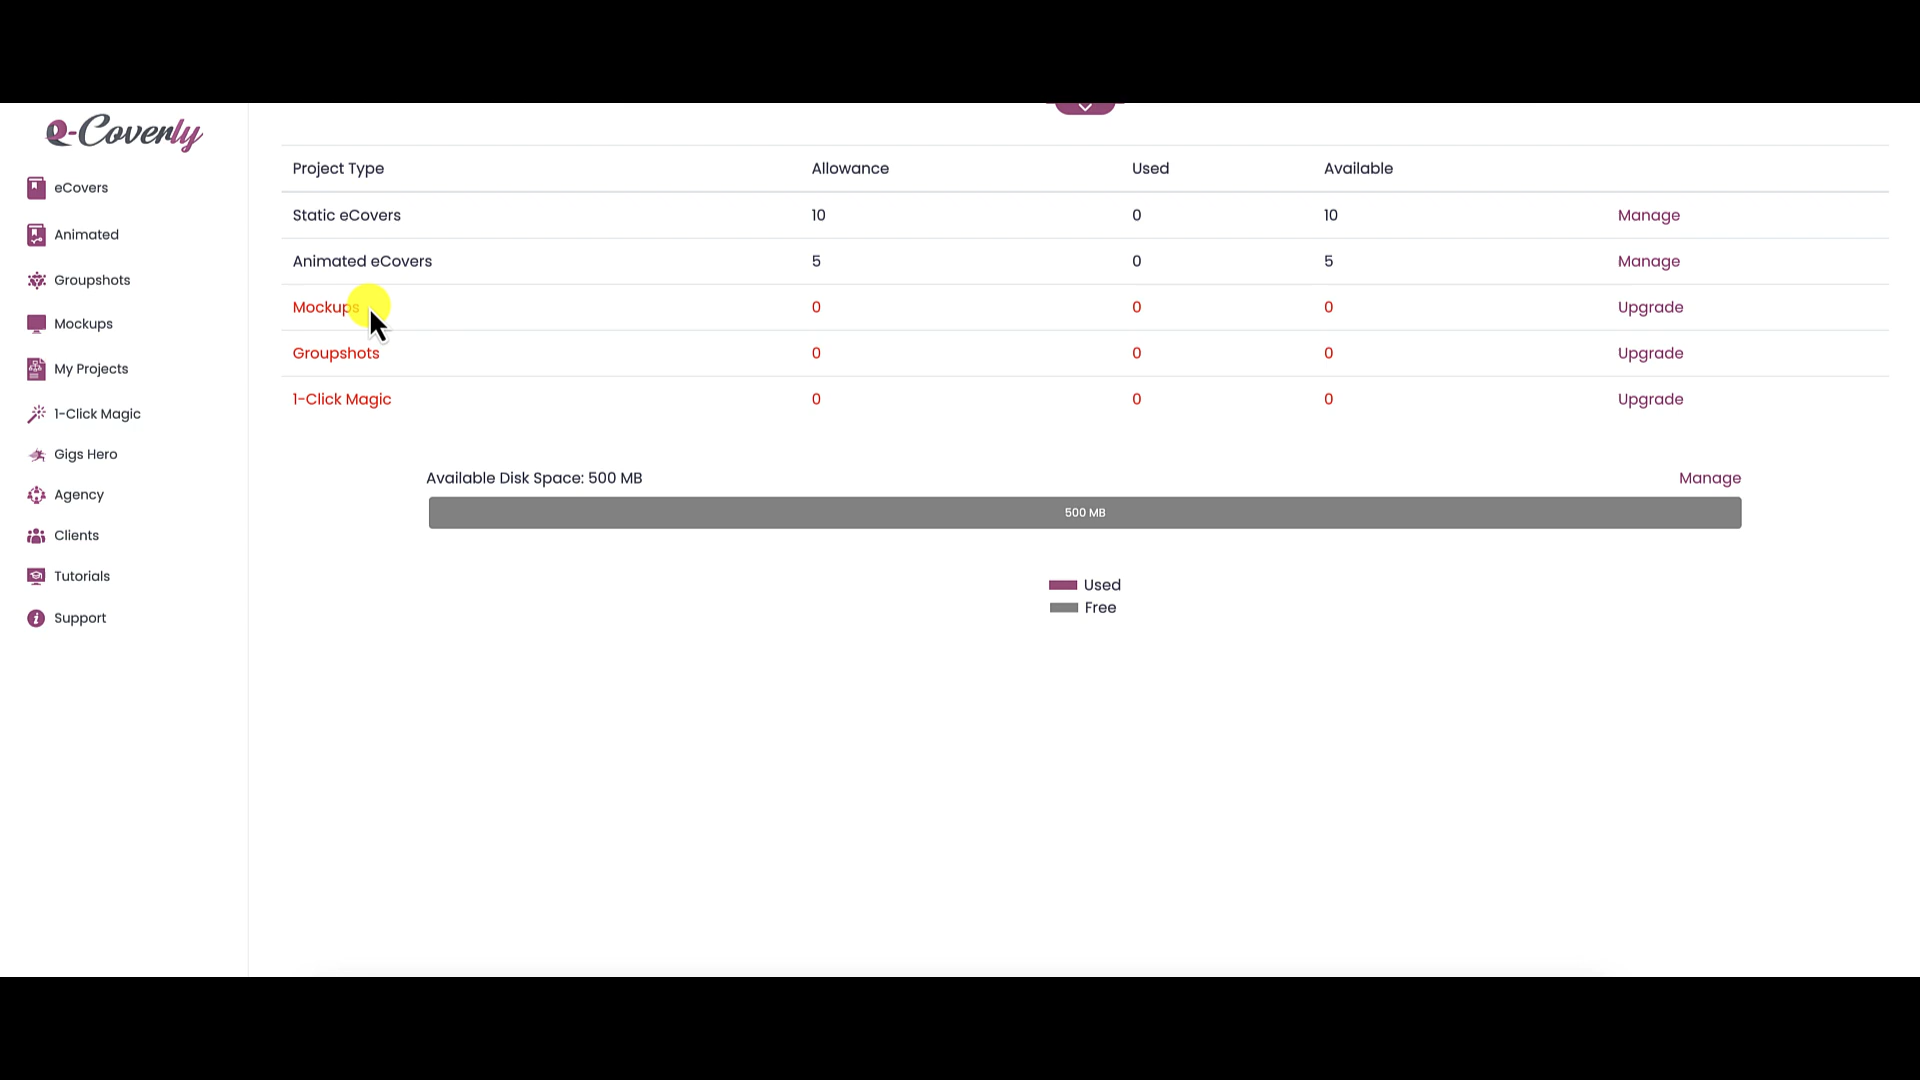 e-Coverly
eCovers
Animated
Groupshots
Mockups
My Projects
1-Click Magic
Gigs Hero
Agency
Clients
Tutorials
Support
Project Type Allowance Used Available
Static eCovers 10 0 10 Manage
Animated eCovers 5 0 5 Manage
Mockups 0 0 0 Upgrade
Groupshots 0 0 0 Upgrade
1-Click Magic 0 0 0 Upgrade
Available Disk Space: 500 MB Manage
500 MB
Used
Free